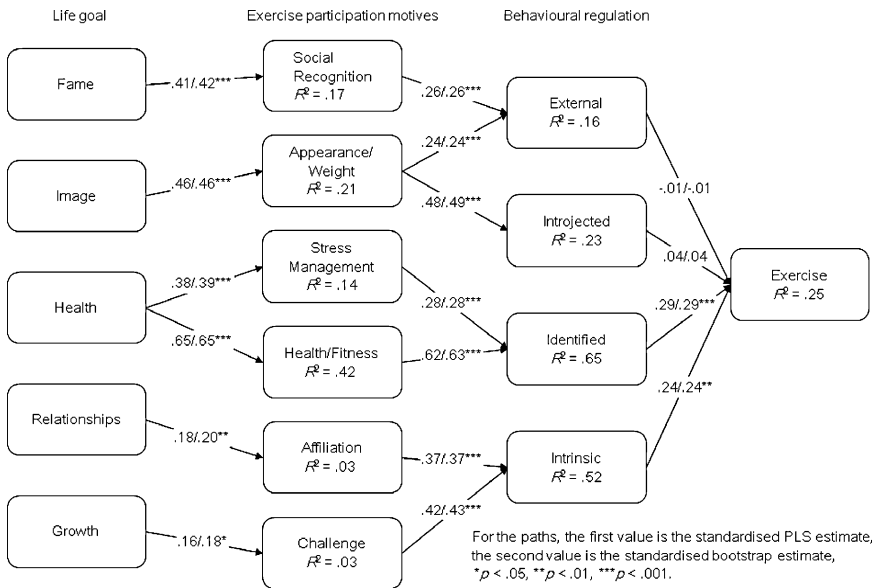 Life goal
Exercise participation motives
Behavioural regulation
Fame
.41/.42***
Social
Recognition
R² = .17
.26/.26***
External
R² = .16
-.01/-.01
Image
.46/.46***
Appearance/
Weight
R² = .21
.24/.24***
.48/.49***
Introjected
R² = .23
.04/.04
Health
.38/.39***
Stress
Management
R² = .14
.28/.28***
.65/.65***
Health/Fitness
R² = .42
.62/.63***
Identified
R² = .65
.29/.29***
Exercise
R² = .25
Relationships
.18/.20**
Affiliation
R² = .03
.37/.37***
Intrinsic
R² = .52
.24/.24**
Growth
.16/.18*
Challenge
R² = .03
.42/.43***
For the paths, the first value is the standardised PLS estimate,
the second value is the standardised bootstrap estimate,
*p < .05, **p < .01, ***p < .001.